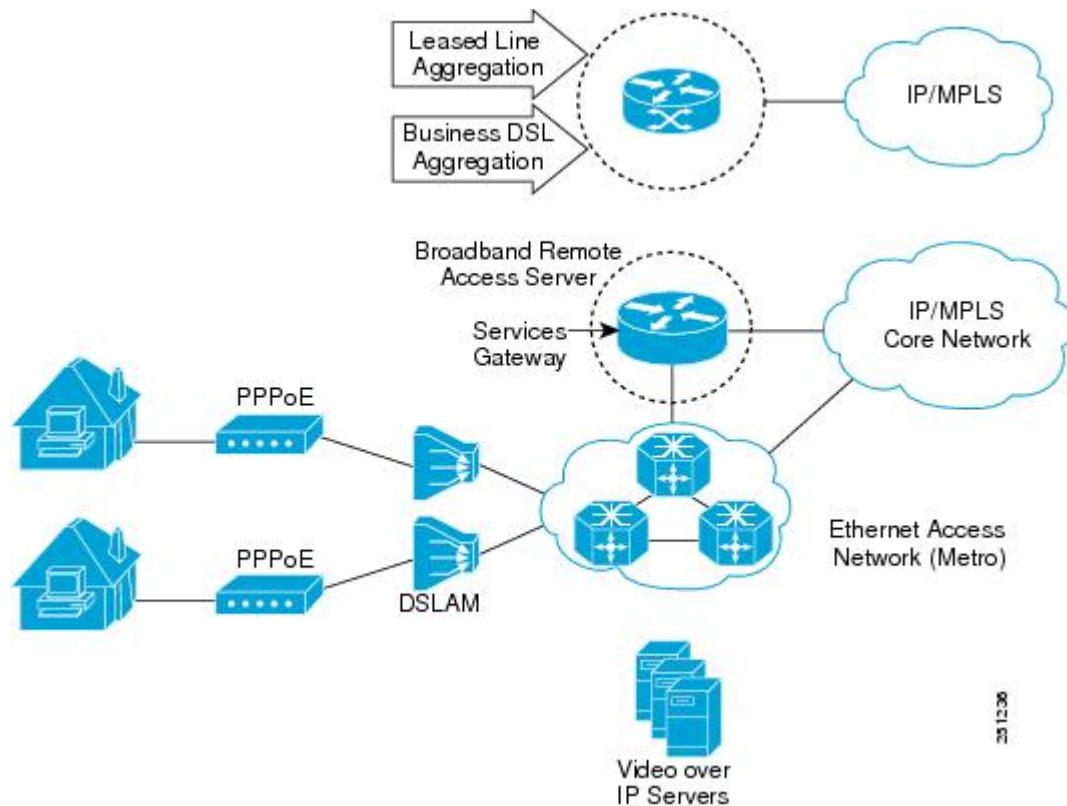 Leased Line
Aggregation
Business DSL
Aggregation
IP/MPLS
Broadband Remote
Access Server
Services
Gateway
IP/MPLS
Core Network
PPPoE
PPPoE
DSLAM
Ethernet Access
Network (Metro)
Video over
IP Servers
281236